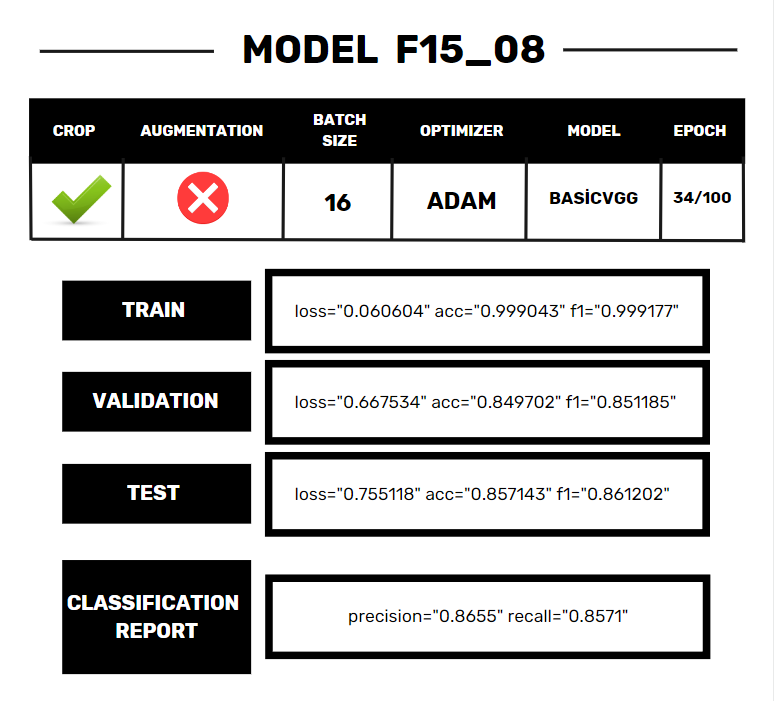 MODEL F15_08
CROP
AUGMENTATION
BATCH
SIZE
OPTIMIZER
MODEL
EPOCH
16
ADAM
BASİCVGG
34/100
TRAIN
loss="0.060604" acc="0.999043" f1="0.999177"
VALIDATION
loss="0.667534" acc="0.849702" f1="0.851185"
TEST
loss="0.755118" acc="0.857143" f1="0.861202"
CLASSIFICATION
REPORT
precision="0.8655" recall="0.8571"